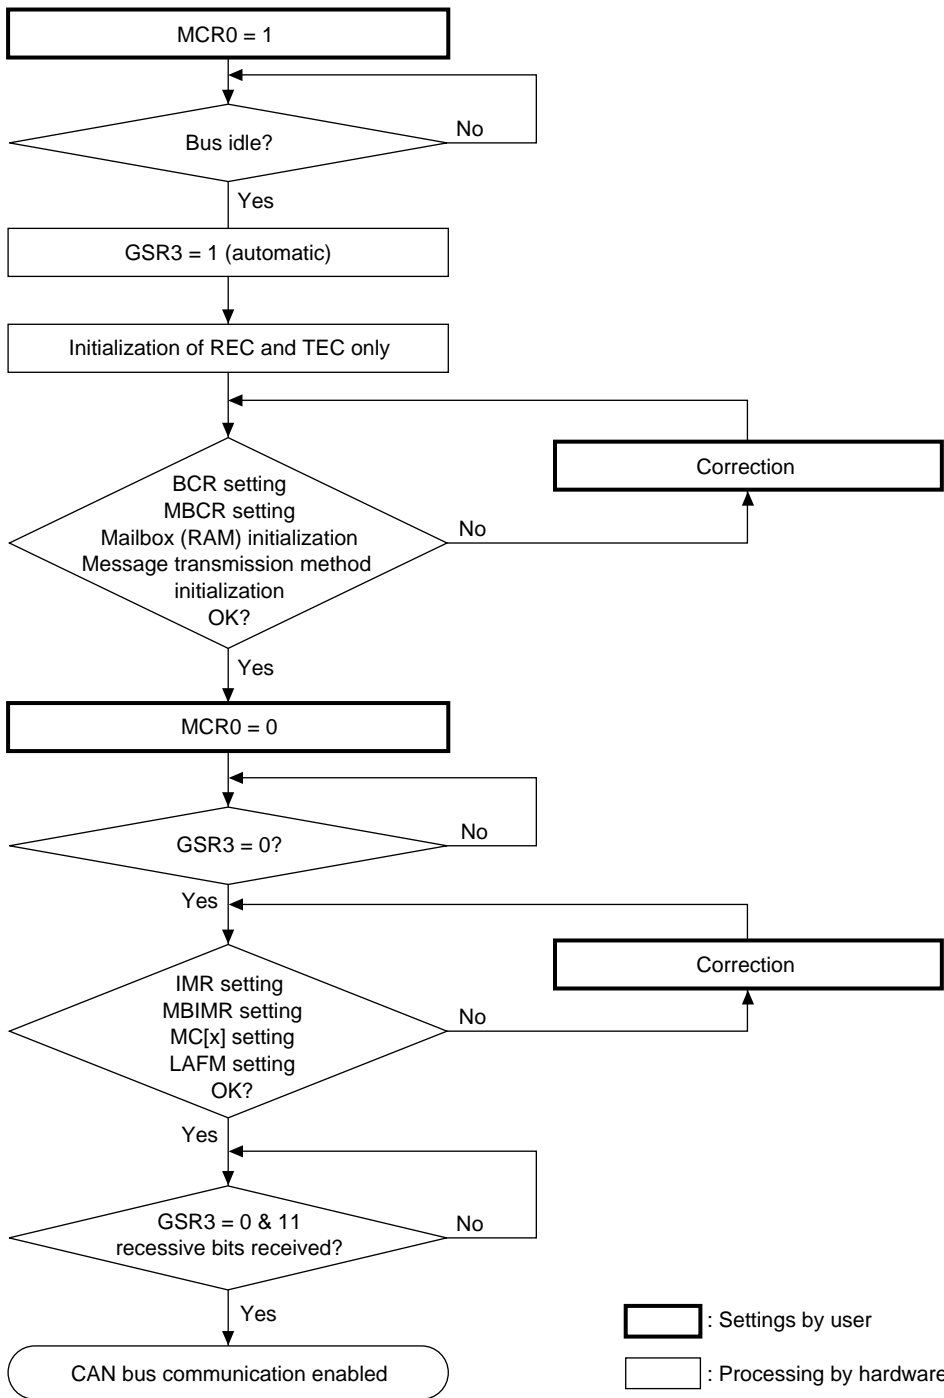 MCR0 = 1
Bus idle?
No
Yes
GSR3 = 1 (automatic)
Initialization of REC and TEC only
Correction
BCR setting
MBCR setting
Mailbox (RAM) initialization
Message transmission method
initialization
OK?
No
Yes
MCR0 = 0
GSR3 = 0?
No
Yes
Correction
IMR setting
MBIMR setting
MC[x] setting
LAFM setting
OK?
No
Yes
GSR3 = 0 & 11
recessive bits received?
No
Yes
CAN bus communication enabled
: Settings by user
: Processing by hardware